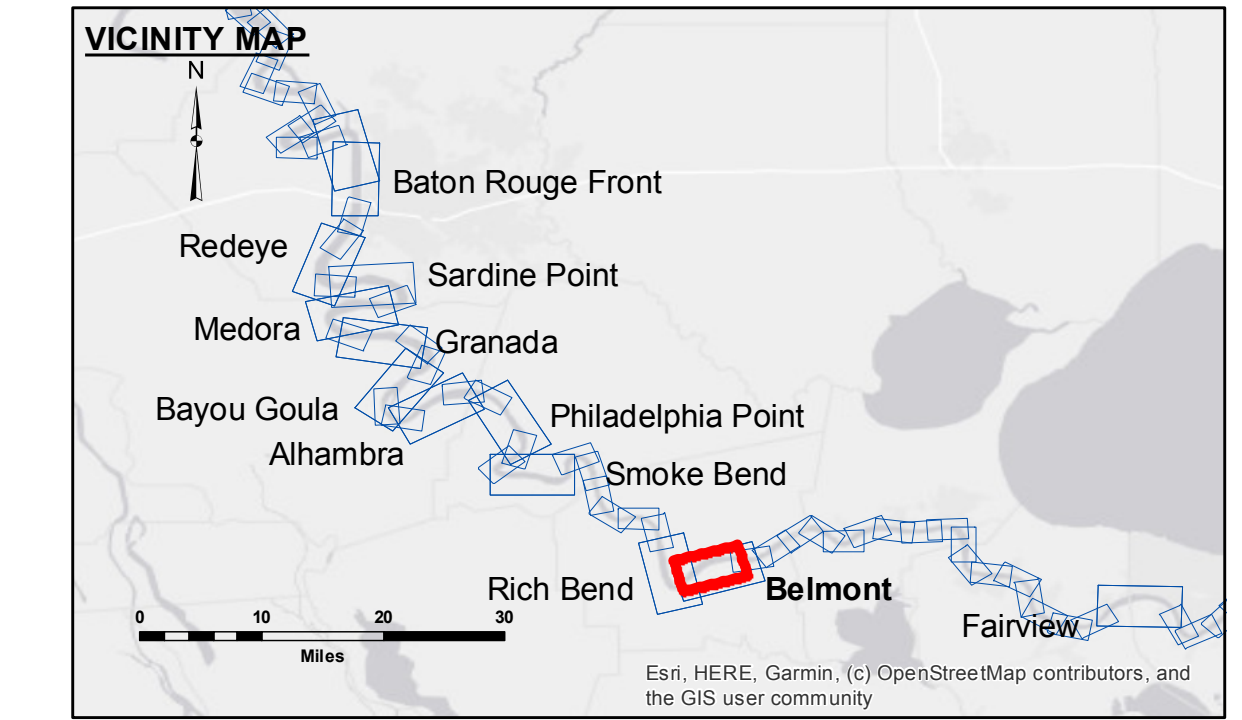 VICINITY MAP
N
Baton Rouge Front
Redeye
Sardine Point
Medora
Granada
Bayou Goula
Philadelphia Point
Alhambra
Smoke Bend
Rich Bend
Belmont
Fairview
0 10 20 30
Miles
Esri, HERE, Garmin, (c) OpenStreetMap contributors, and
the GIS user community